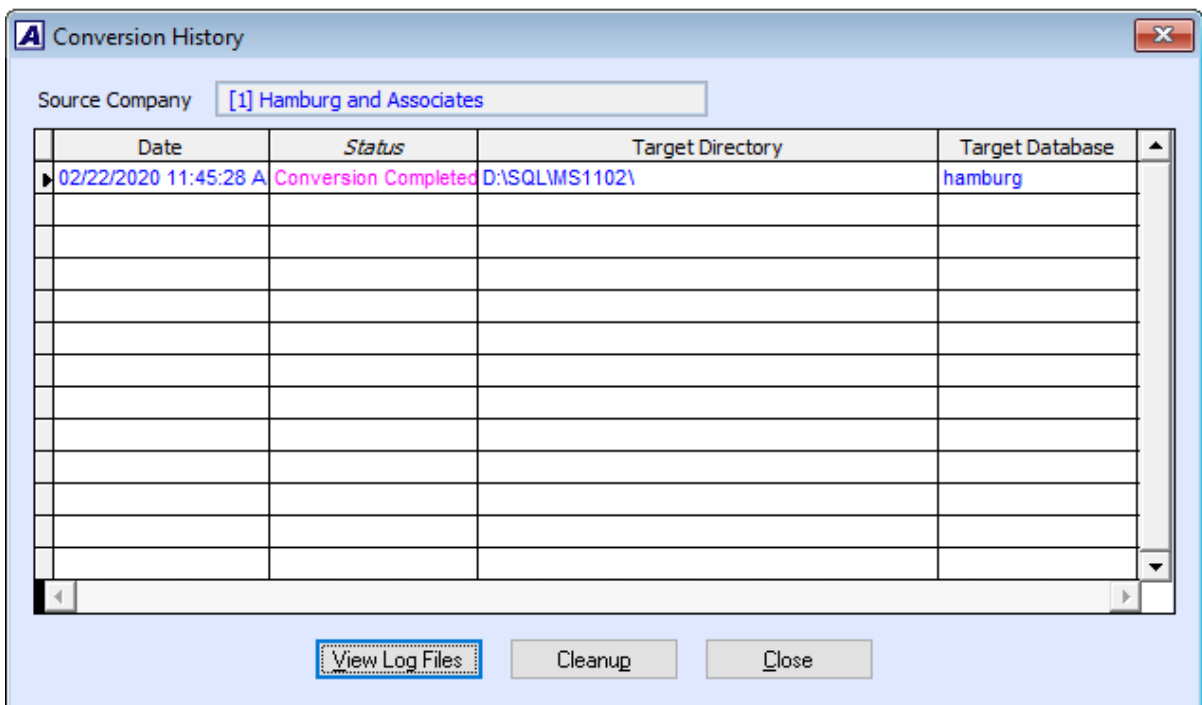 A Conversion History
Source Company [1] Hamburg and Associates
Date Status Target Directory Target Database
02/22/2020 11:45:28 A Conversion Completed D:\SQL\MS1102\ hamburg
View Log Files Cleanup Close